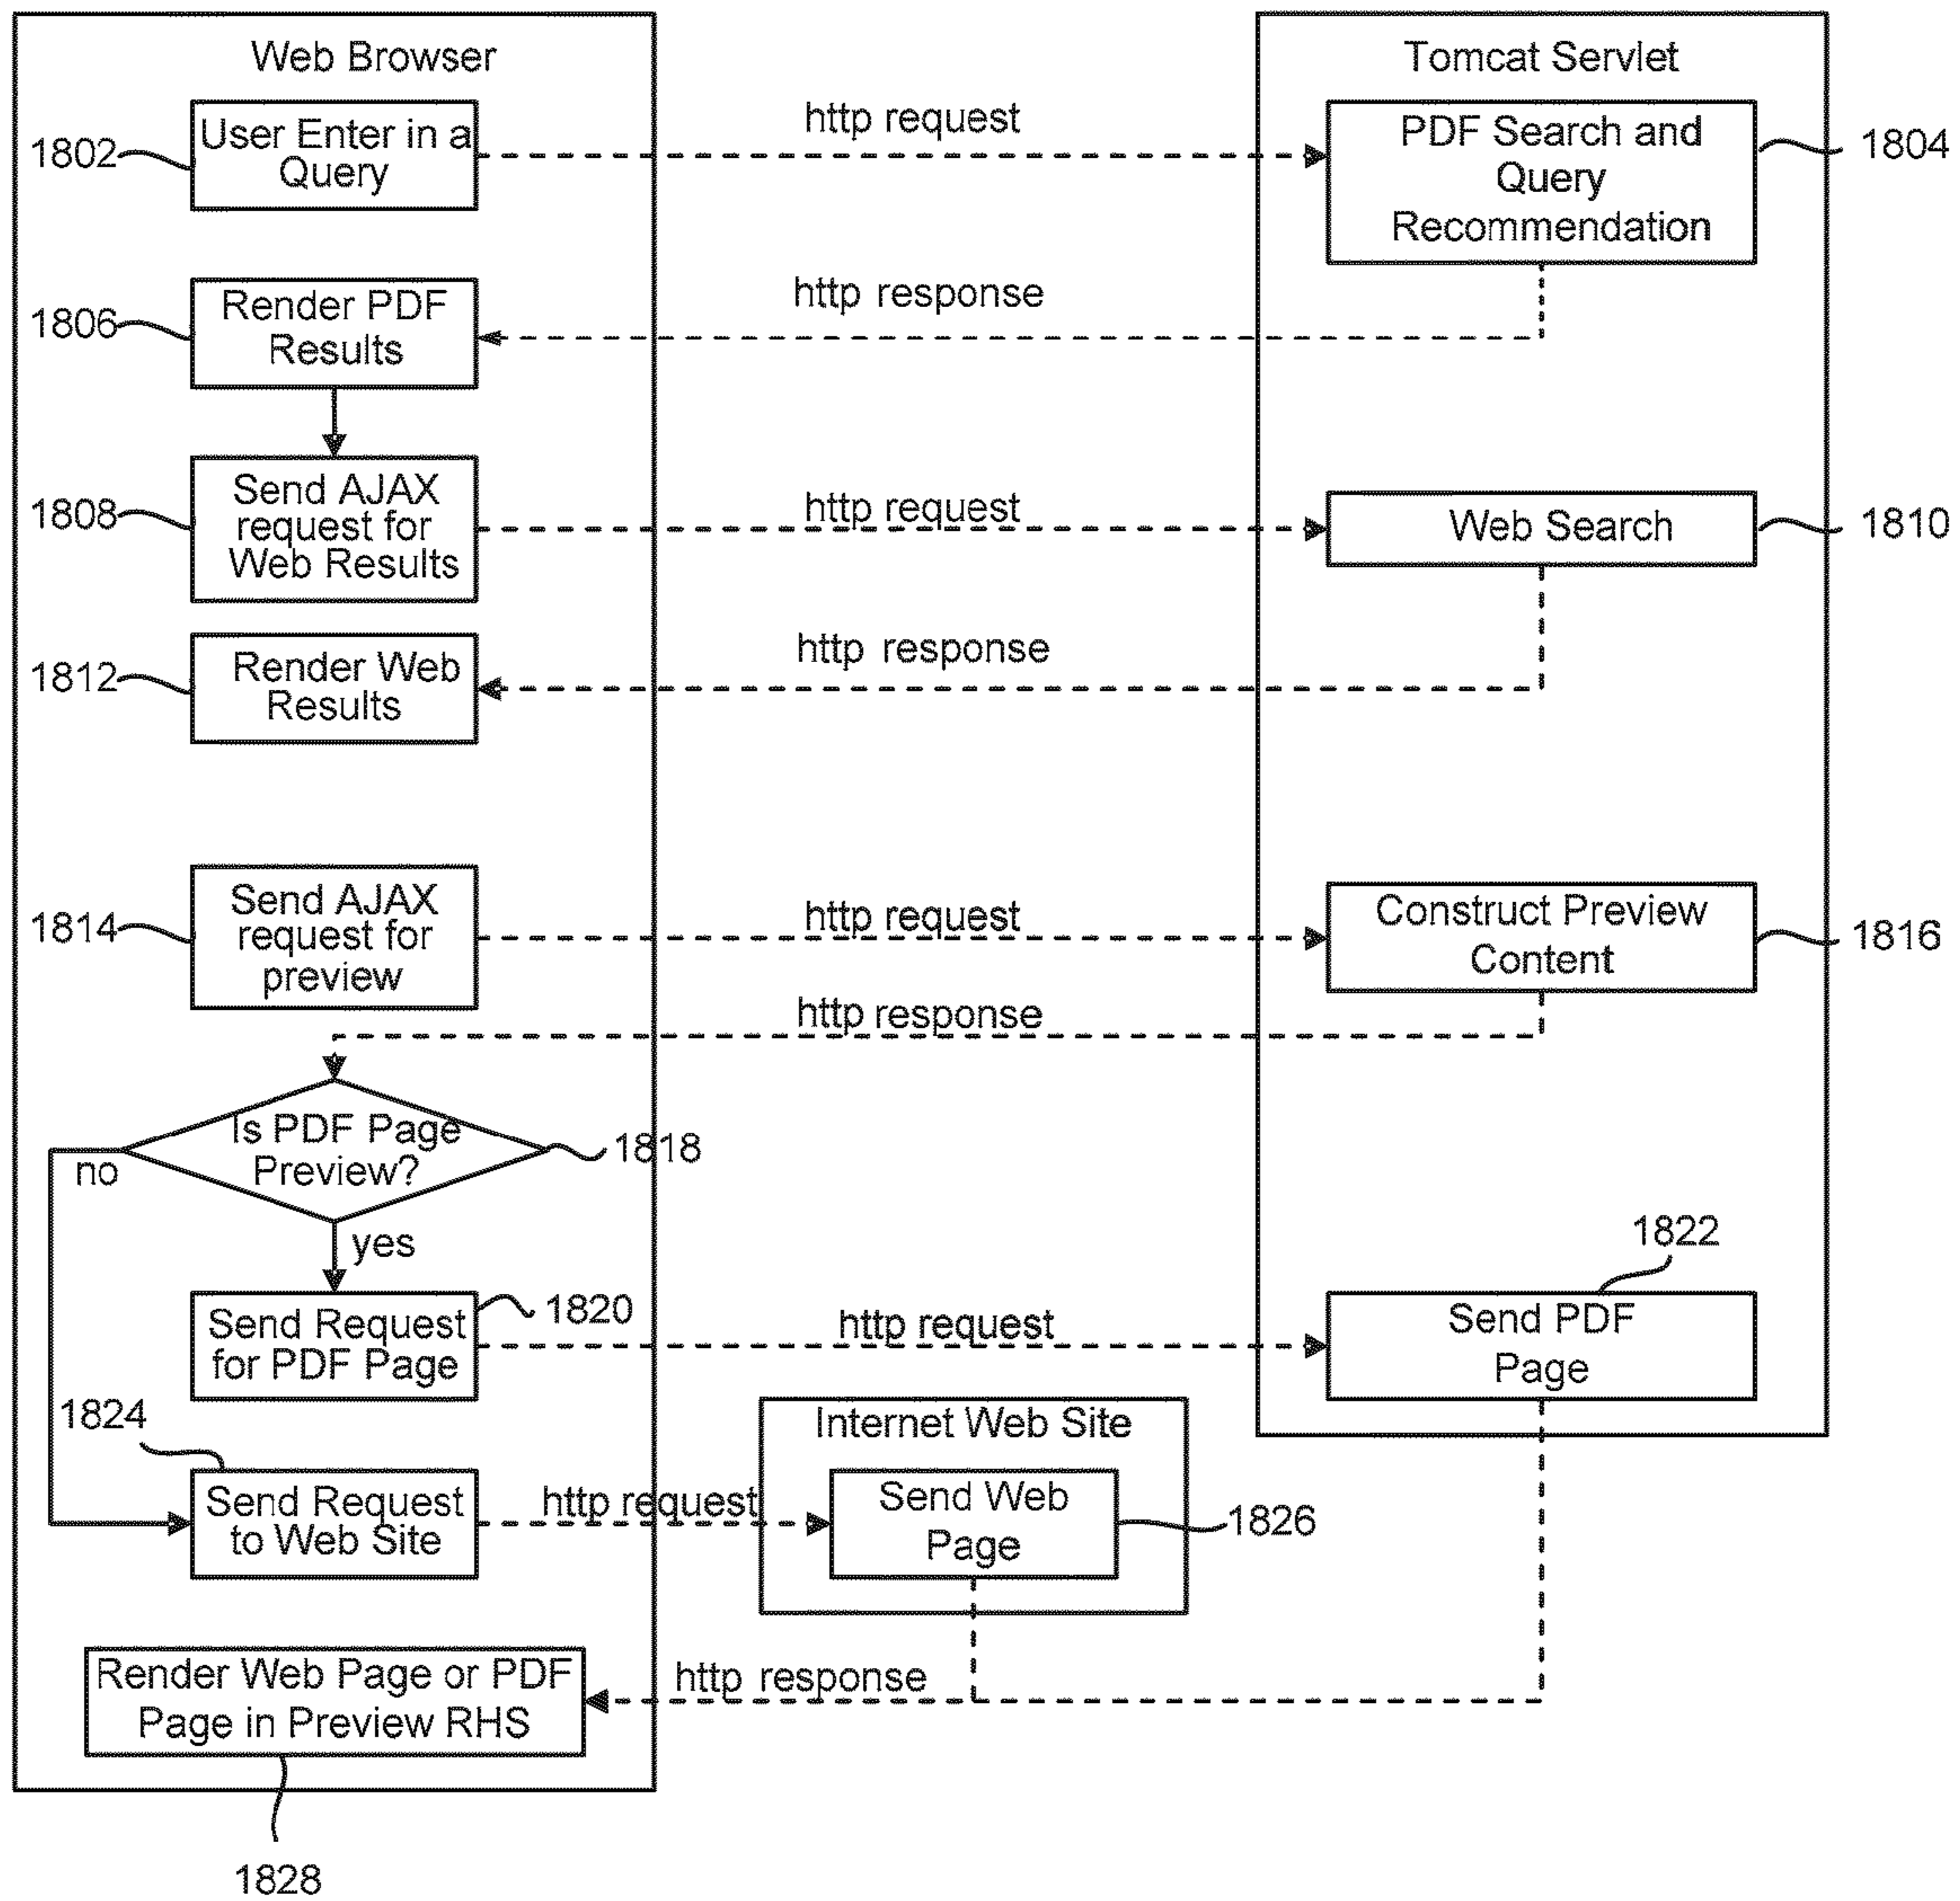 Web Browser
Tomcat Servlet
1802
User Enter in a
Query
http request
PDF Search and
Query
Recommendation
1804
1806
Render PDF
Results
http response
1808
Send AJAX
request for
Web Results
http request
Web Search
1810
1812
Render Web
Results
http response
1814
Send AJAX
request for
preview
http request
Construct Preview
Content
1816
http response
Is PDF Page
Preview?
1818
no
yes
1820
Send Request
for PDF Page
http request
1822
Send PDF
Page
1824
Send Request
to Web Site
http request
Internet Web Site
Send Web
Page
1826
Render Web Page or PDF
Page in Preview RHS
http response
1828